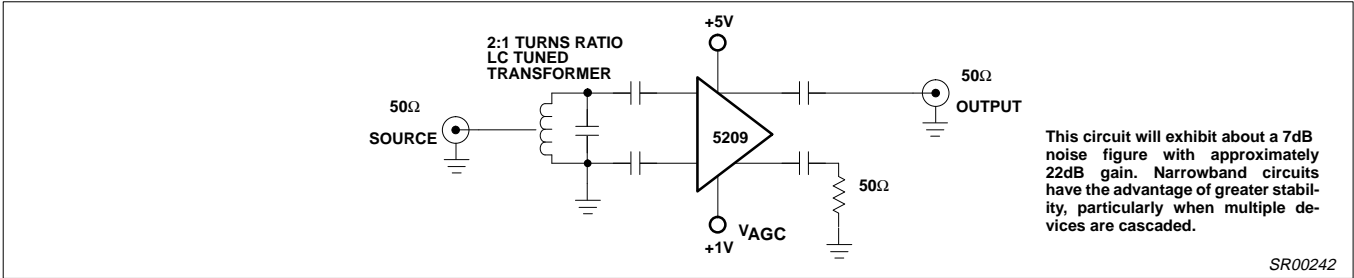 +5V
2:1 TURNS RATIO
LC TUNED
TRANSFORMER
50Ω
SOURCE
5209
50Ω
OUTPUT
50Ω
VAGC
+1V
This circuit will exhibit about a 7dB
noise figure with approximately
22dB gain. Narrowband circuits
have the advantage of greater stabil-
ity, particularly when multiple de-
vices are cascaded.
SR00242